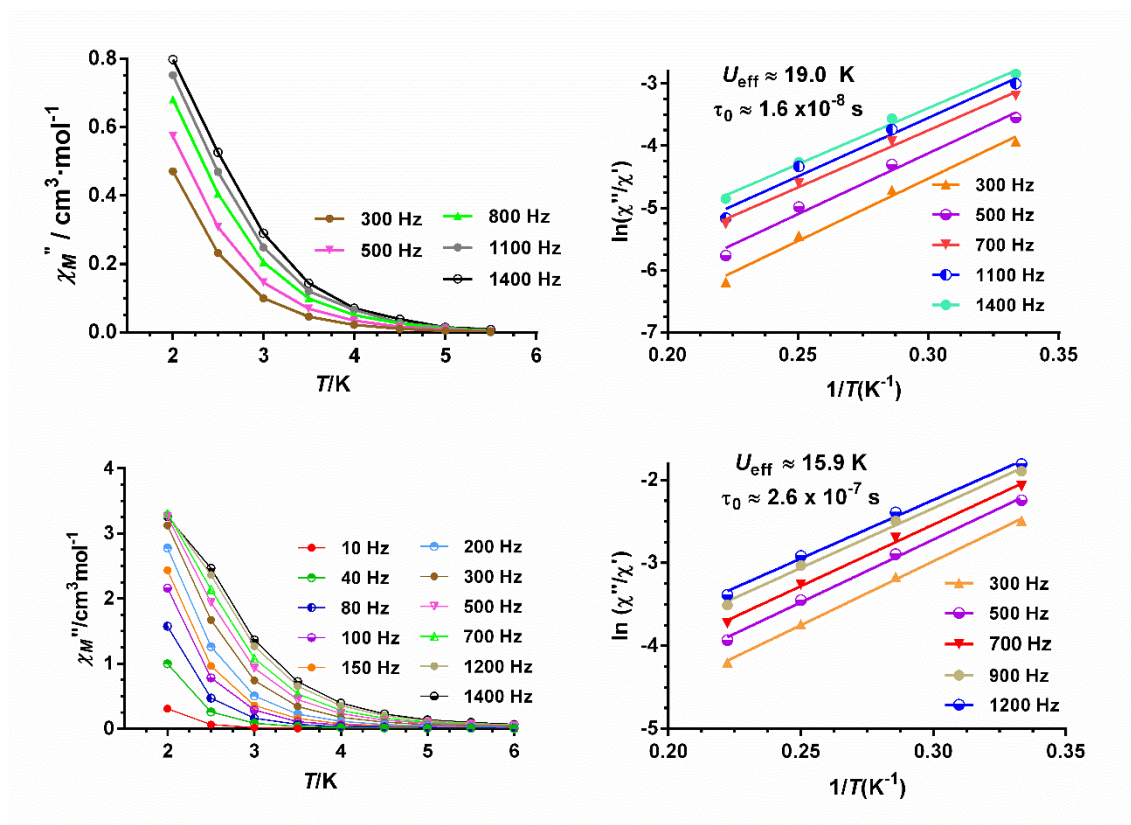 0.8
0.6
0.4
0.2
0.0
χM'' / cm3·mol-1
300 Hz
500 Hz
800 Hz
1100 Hz
1400 Hz
2 3 4 5 6
T/K
-3
-4
-5
-6
-7
ln(χ''/χ')
Ueff ≈ 19.0 K
τ0 ≈ 1.6 x10-8 s
300 Hz
500 Hz
700 Hz
1100 Hz
1400 Hz
0.20 0.25 0.30 0.35
1/T(K-1)
4
3
2
1
0
χM''/cm3mol-1
10 Hz
40 Hz
80 Hz
100 Hz
150 Hz
200 Hz
300 Hz
500 Hz
700 Hz
1200 Hz
1400 Hz
2 3 4 5 6
T/K
-2
-3
-4
-5
ln (χ''/χ')
Ueff ≈ 15.9 K
τ0 ≈ 2.6 x 10-7 s
300 Hz
500 Hz
700 Hz
900 Hz
1200 Hz
0.20 0.25 0.30 0.35
1/T(K-1)